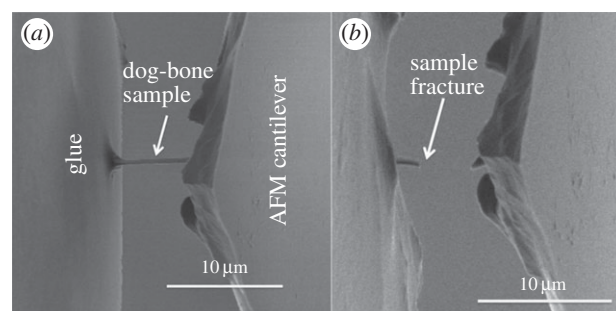 (a)
dog-bone
sample
glue
AFM cantilever
10 µm
(b)
sample
fracture
10 µm